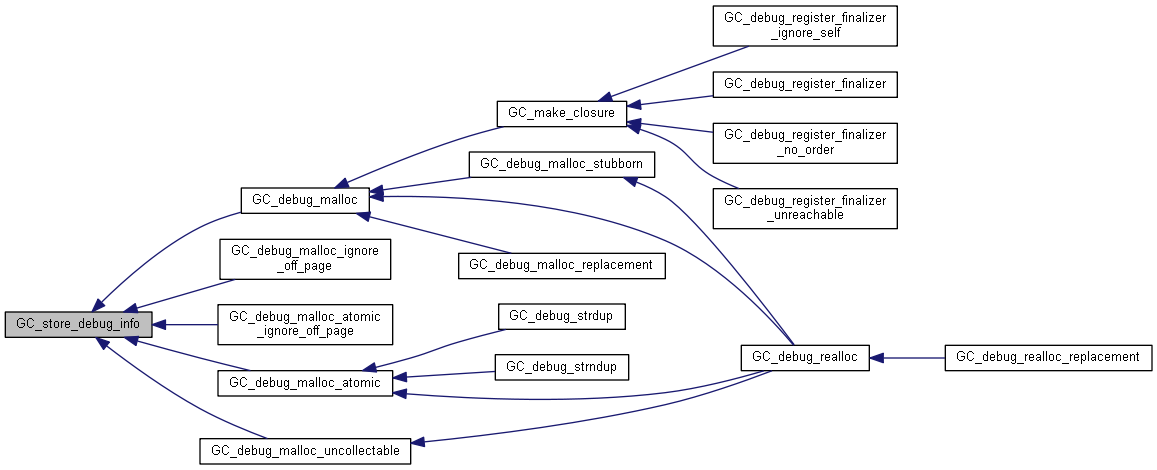 GC_debug_register_finalizer
_ignore_self
GC_debug_register_finalizer
GC_make_closure
GC_debug_register_finalizer
_no_order
GC_debug_malloc_stubborn
GC_debug_malloc
GC_debug_register_finalizer
_unreachable
GC_debug_malloc_ignore
_off_page
GC_debug_malloc_replacement
GC_store_debug_info
GC_debug_malloc_atomic
_ignore_off_page
GC_debug_strdup
GC_debug_realloc
GC_debug_realloc_replacement
GC_debug_strndup
GC_debug_malloc_atomic
GC_debug_malloc_uncollectable